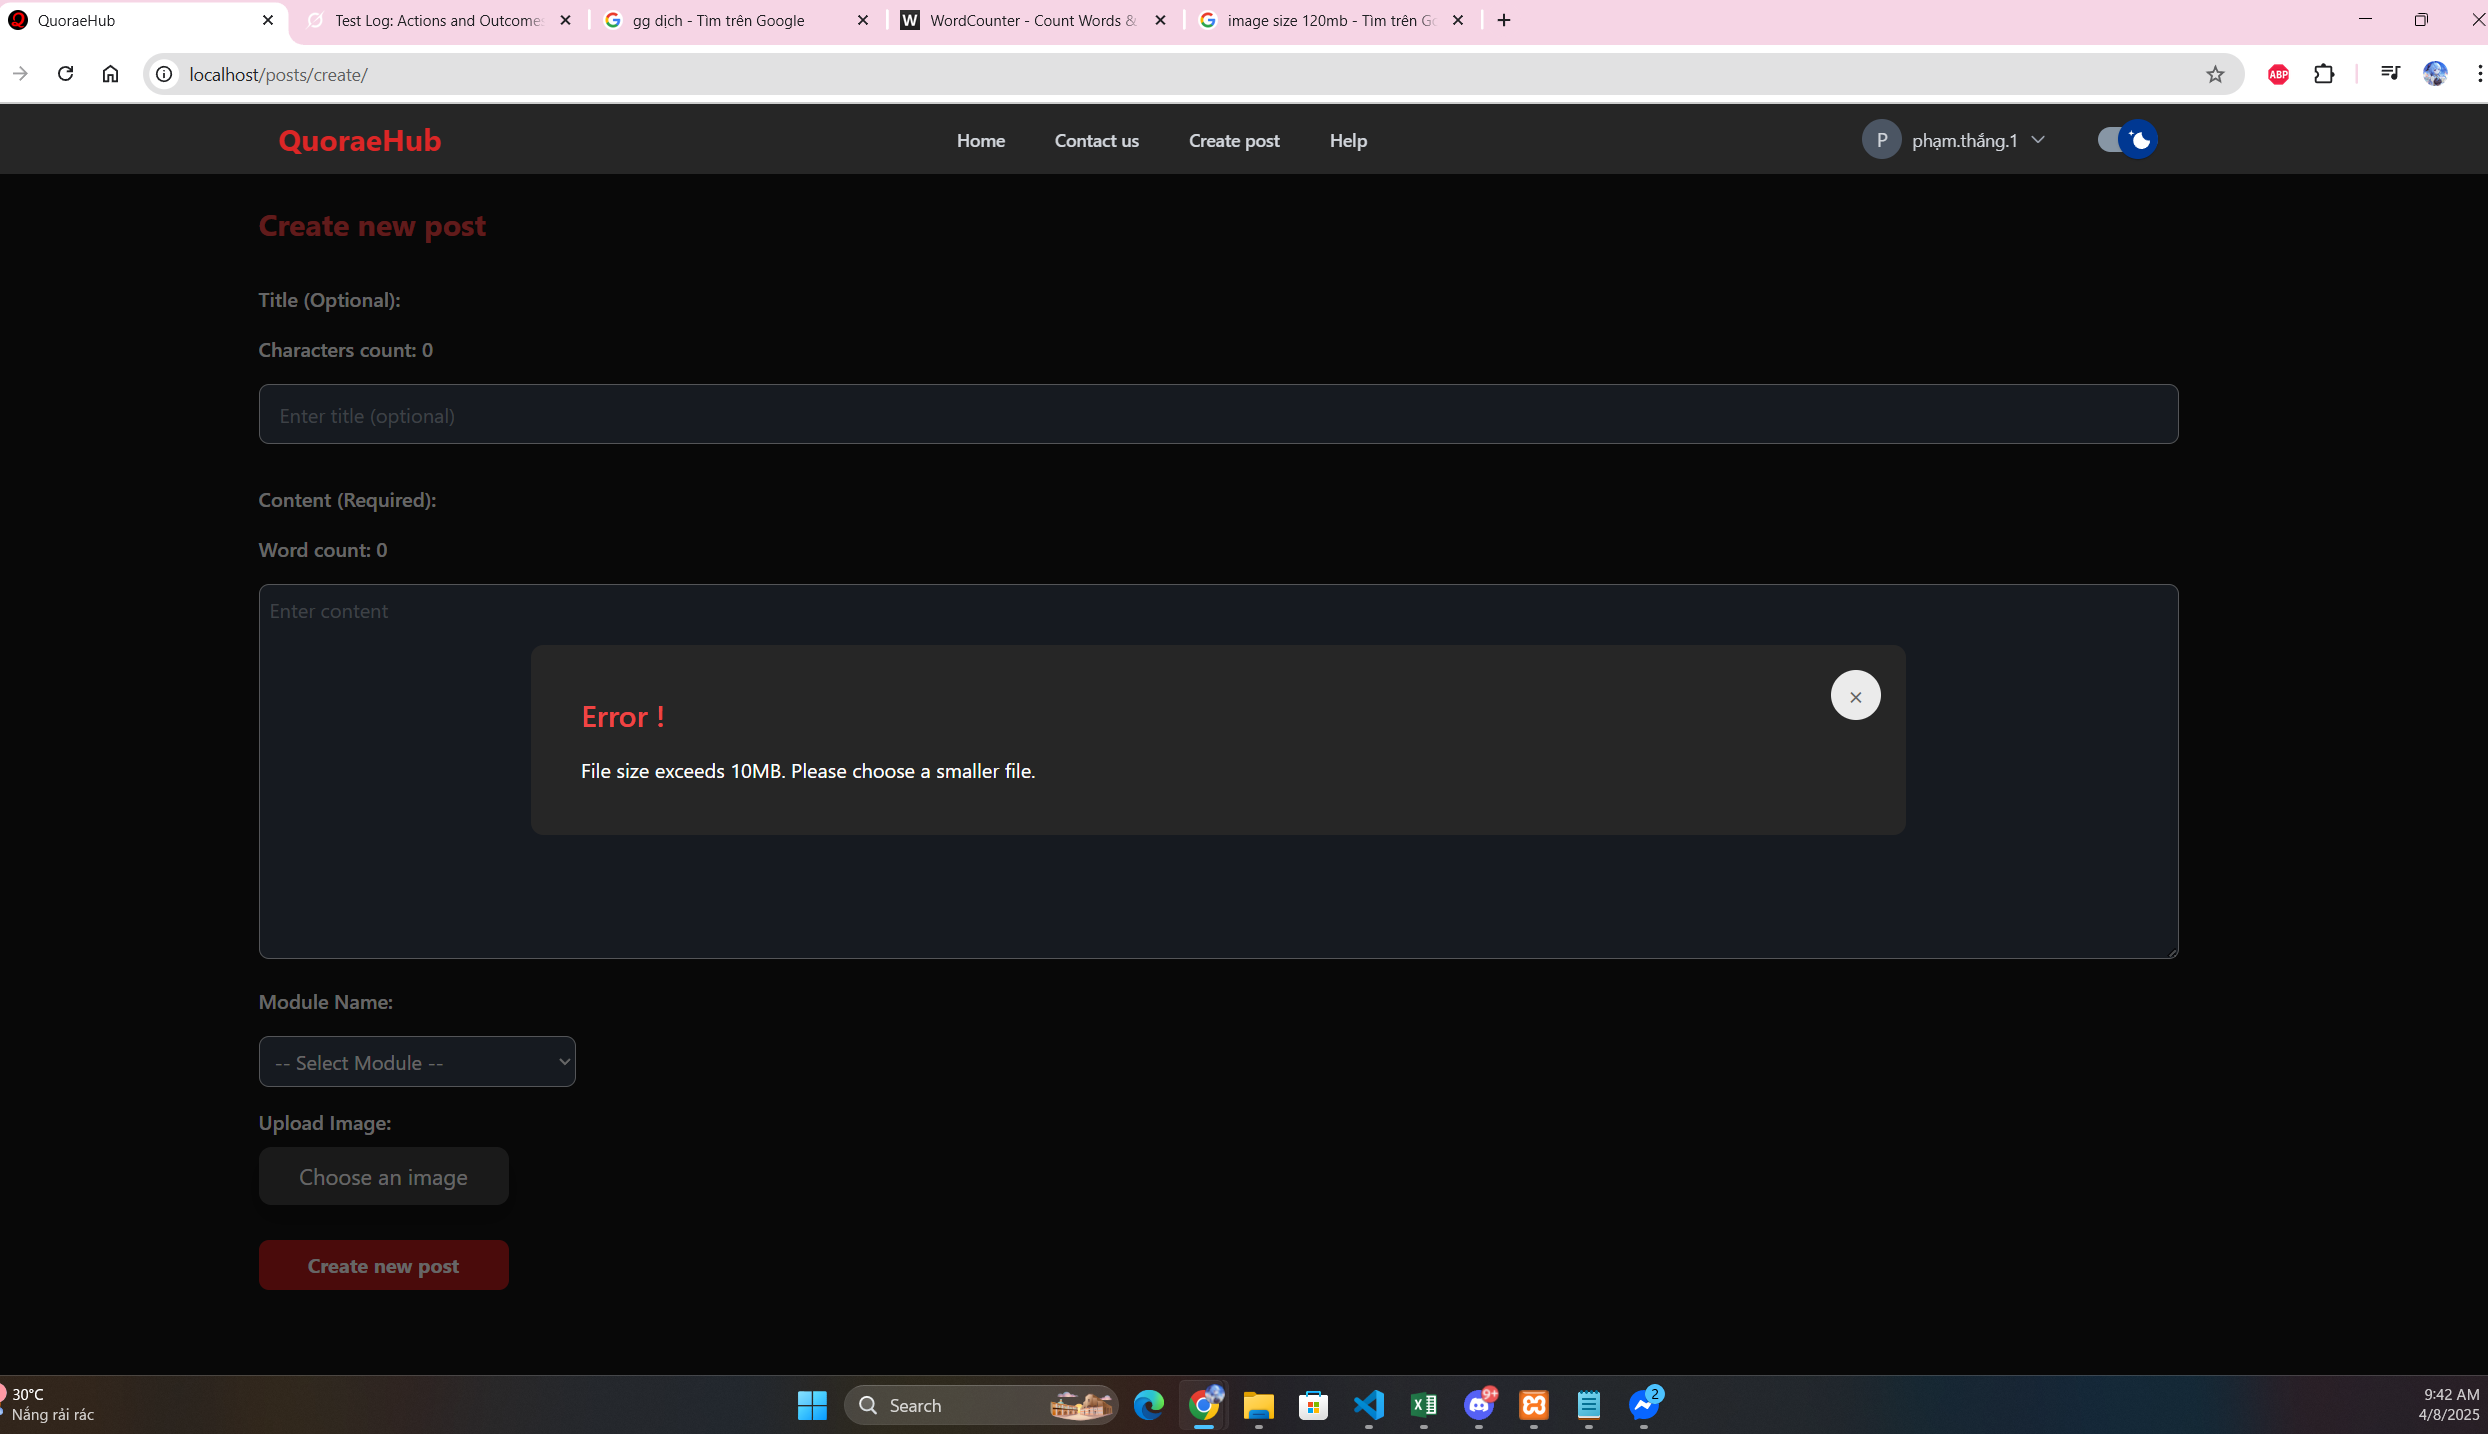 QuoraeHub
Test Log: Actions and Outcomes
gg dịch - Tìm trên Google
WordCounter - Count Words &
image size 120mb - Tìm trên Go
localhost/posts/create/
ABP
QuoraeHub
Home
Contact us
Create post
Help
P
phạm.thắng.1
Create new post
Title (Optional):
Characters count: 0
Enter title (optional)
Content (Required):
Word count: 0
Enter content
Error !
File size exceeds 10MB. Please choose a smaller file.
Module Name:
-- Select Module --
Upload Image:
Choose an image
Create new post
30°C
Nắng rải rác
Search
9+
2
9:42 AM
4/8/2025